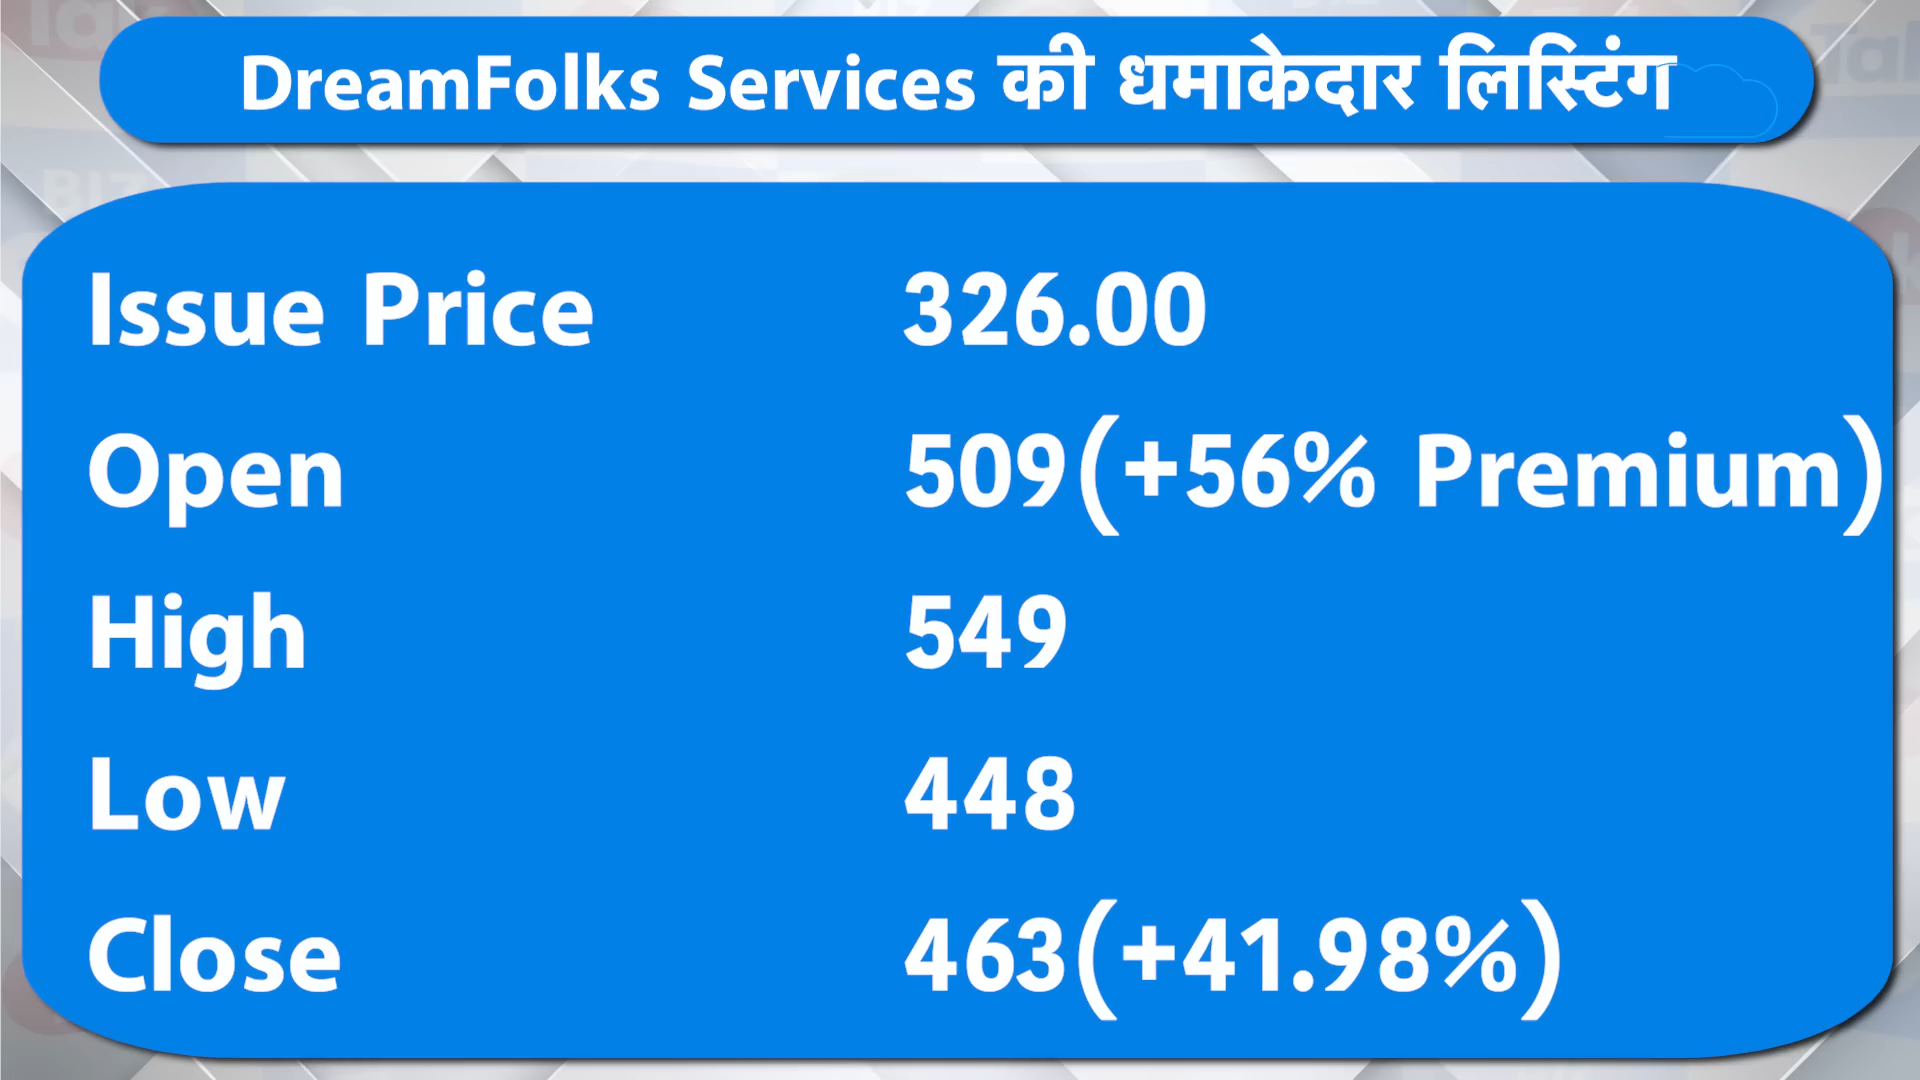 DreamFolks Services की धमाकेदार लिस्टिंग
Issue Price 326.00
Open 509(+56% Premium)
High 549
Low 448
Close 463(+41.98%)